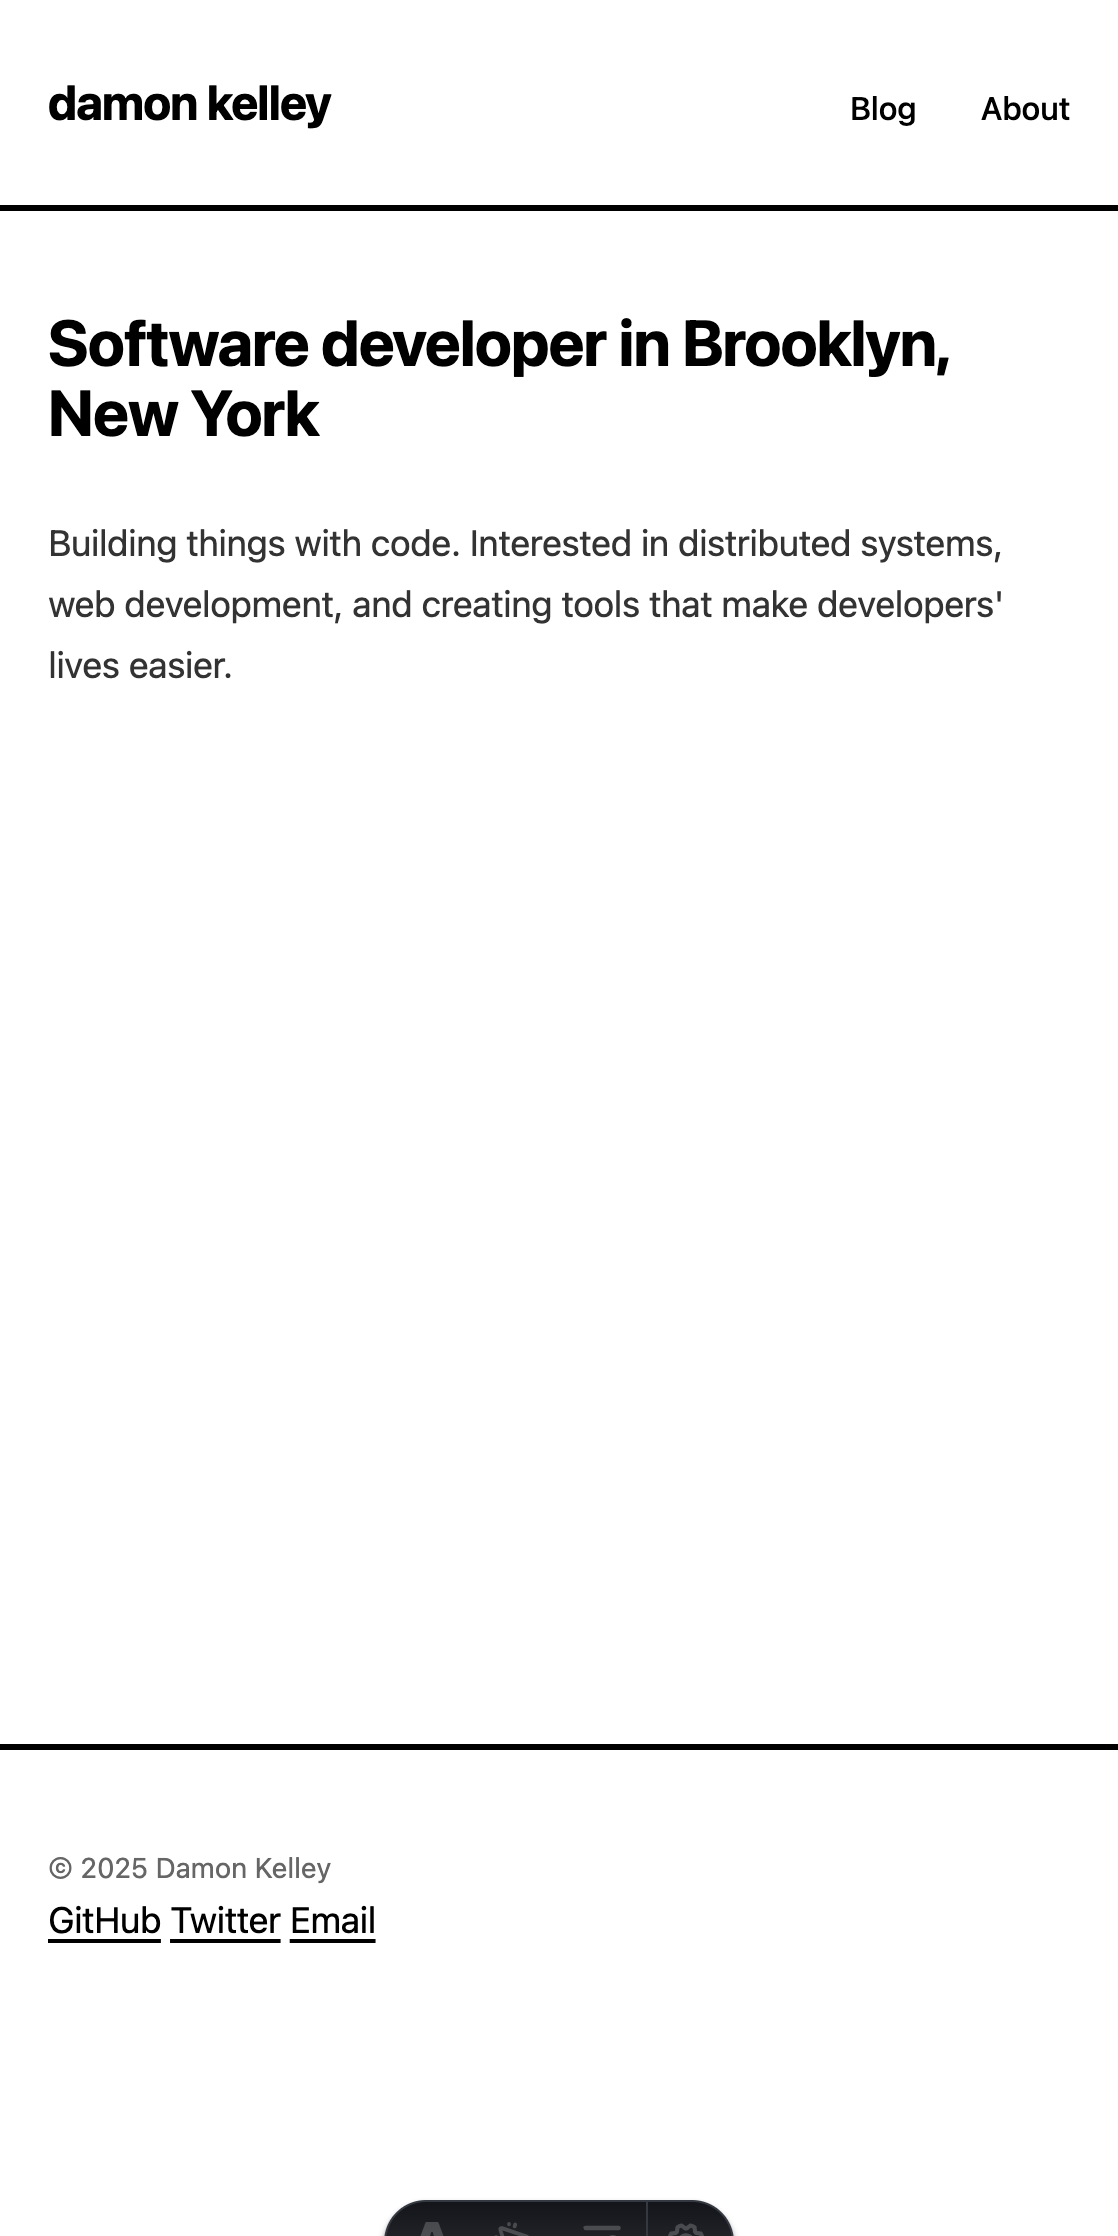 damon kelley
Blog About
Software developer in Brooklyn,
New York
Building things with code. Interested in distributed systems,
web development, and creating tools that make developers'
lives easier.
© 2025 Damon Kelley
GitHub Twitter Email